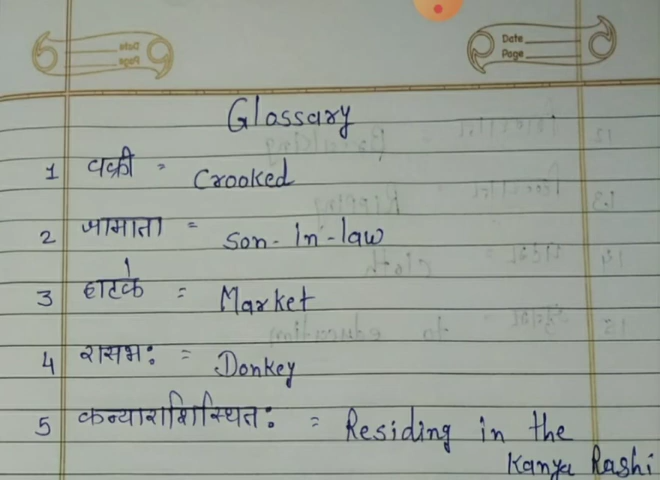 Date
Page
Glossary
1 वक्री = Crooked
2 जामाता = Son-In-law
3 हाटके = Market
4 रासभः = Donkey
5 कन्याराशिस्थितः = Residing in the
Kanya Rashi